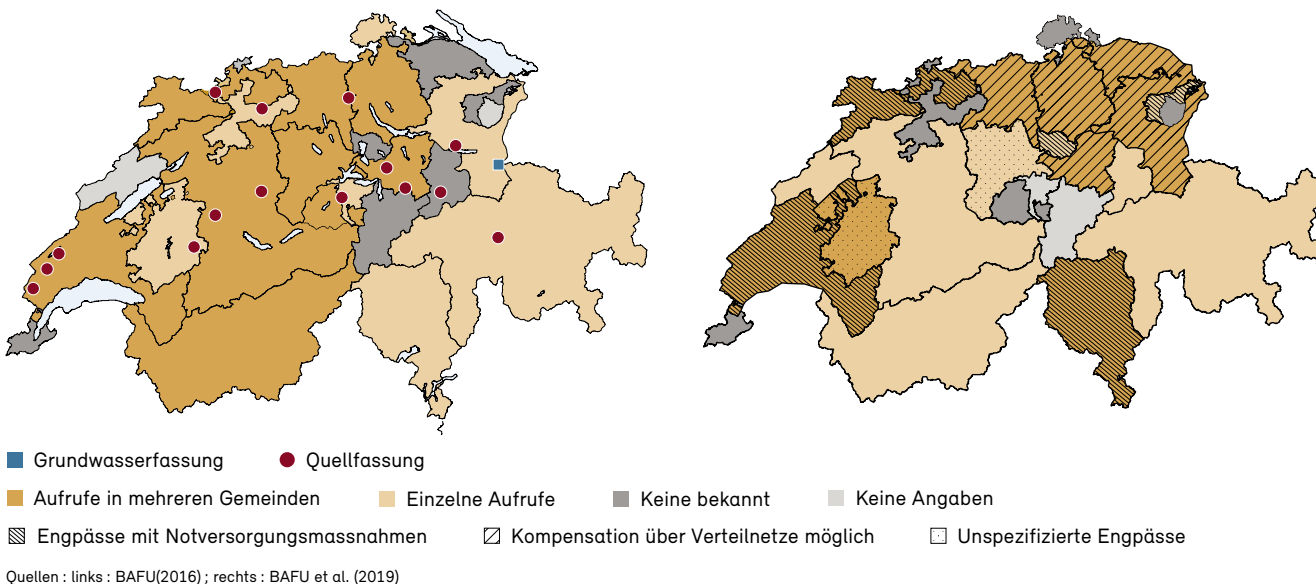 Grundwasserfassung Quellfassung
Aufrufe in mehreren Gemeinden Einzelne Aufrufe Keine bekannt Keine Angaben
Engpässe mit Notversorgungsmassnahmen Kompensation über Verteilnetze möglich Unspezifizierte Engpässe
Quellen : links : BAFU(2016) ; rechts : BAFU et al. (2019)